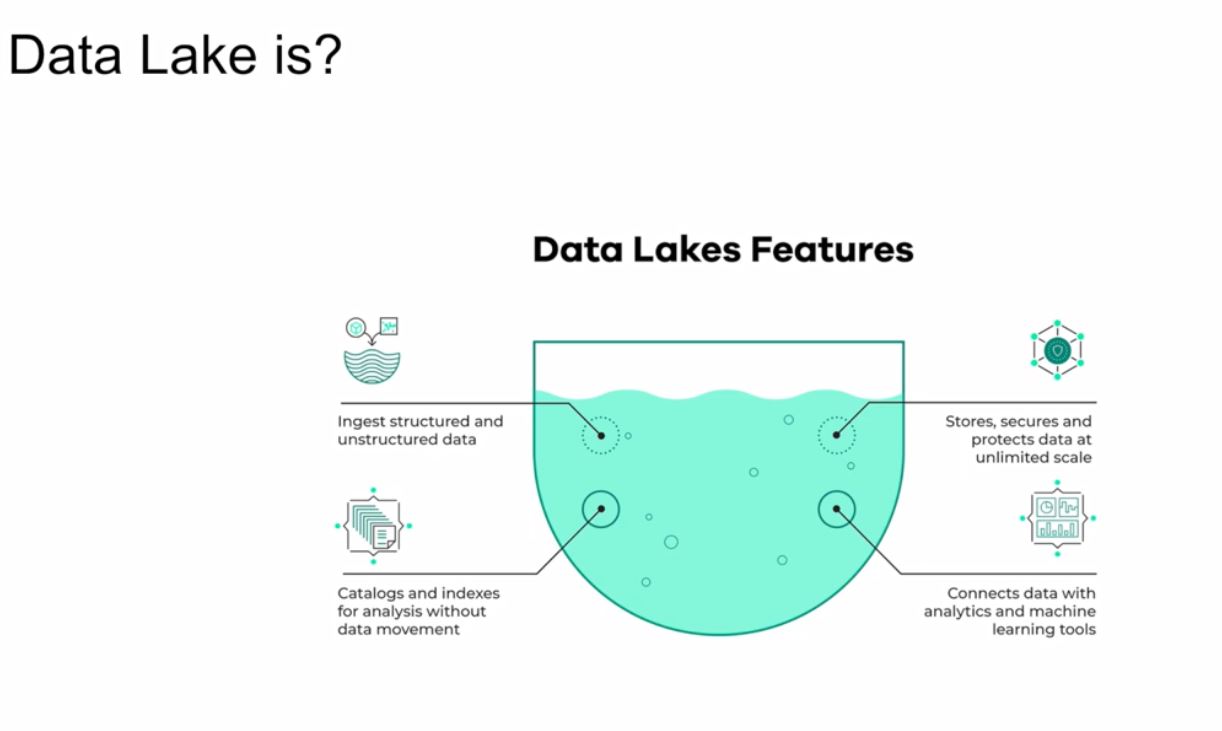 Data Lake is?
Data Lakes Features
Ingest structured and
unstructured data
Stores, secures and
protects data at
unlimited scale
Catalogs and indexes
for analysis without
data movement
Connects data with
analytics and machine
learning tools